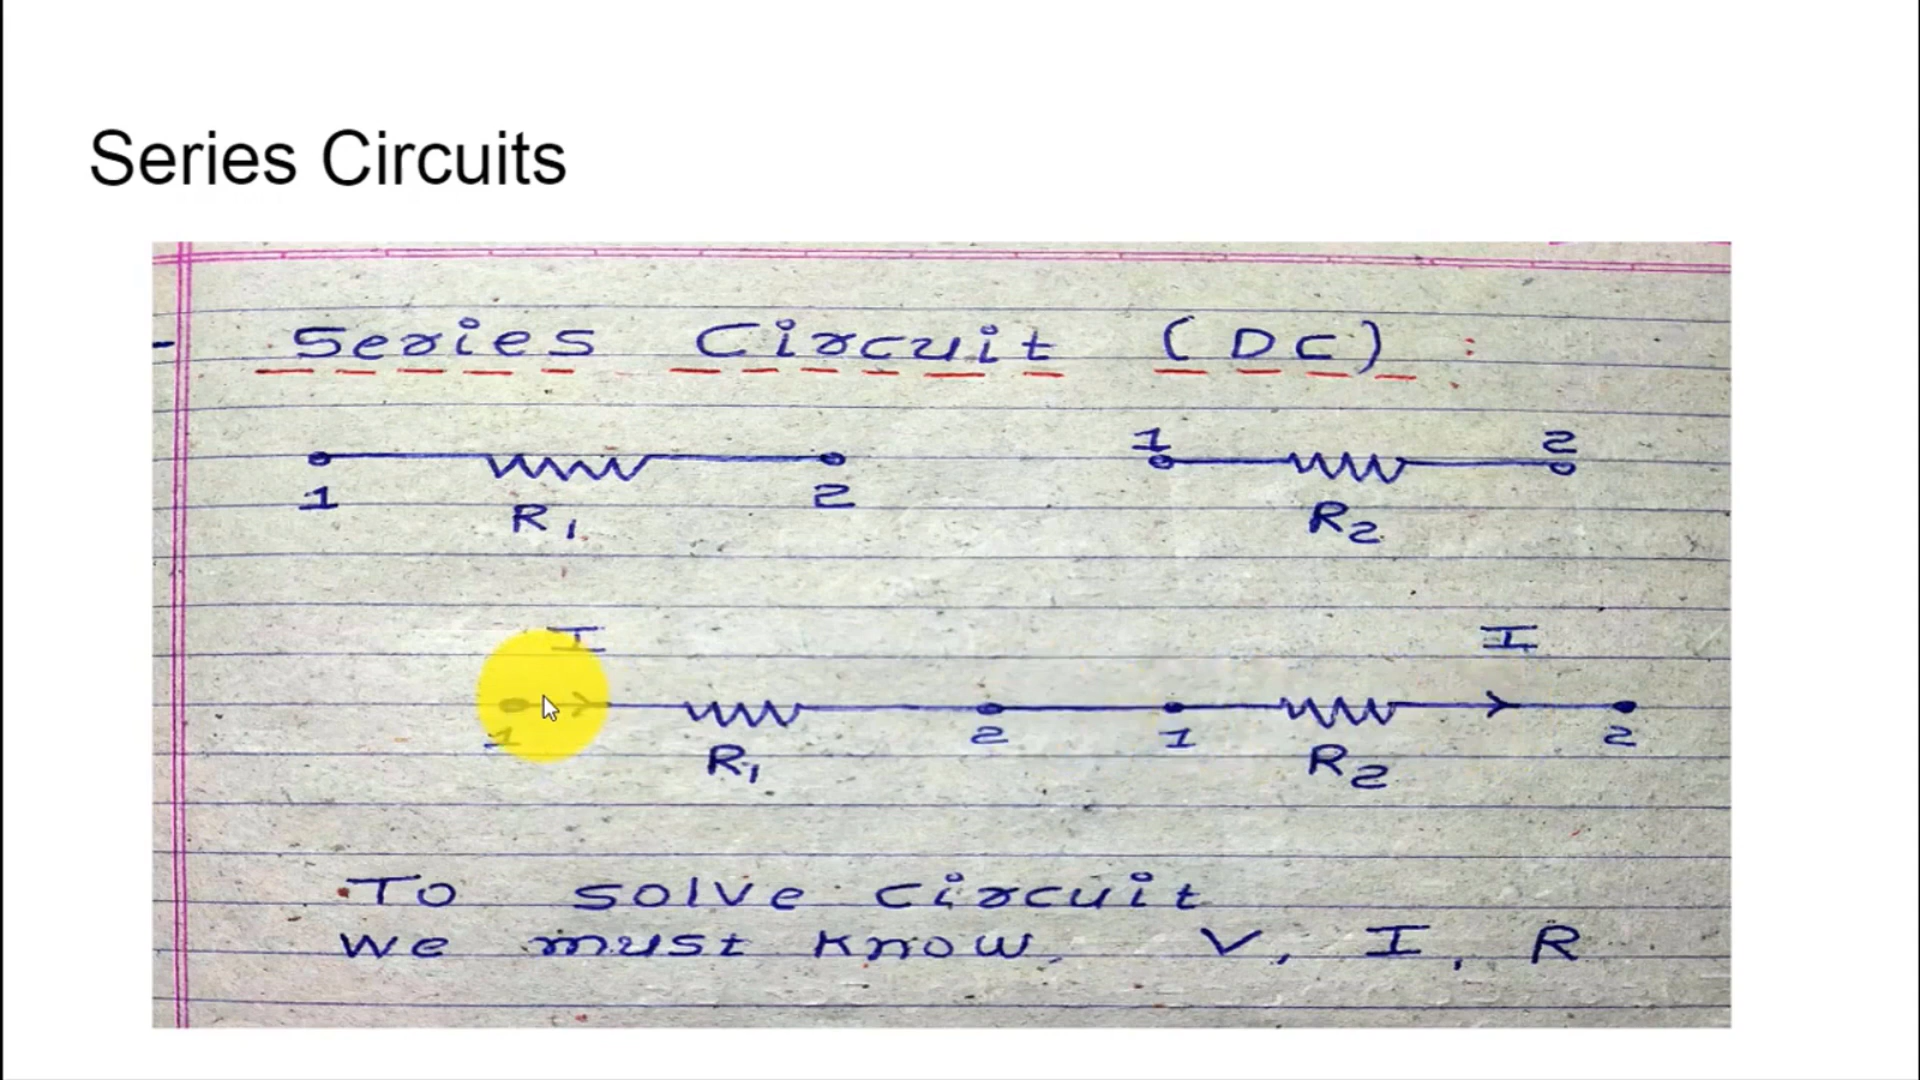 Series Circuits
Series Circuit (DC) :
1 R1 2 1 R2 2
I I
1 R1 2 1 R2 2
To solve circuit
we must know, V, I, R